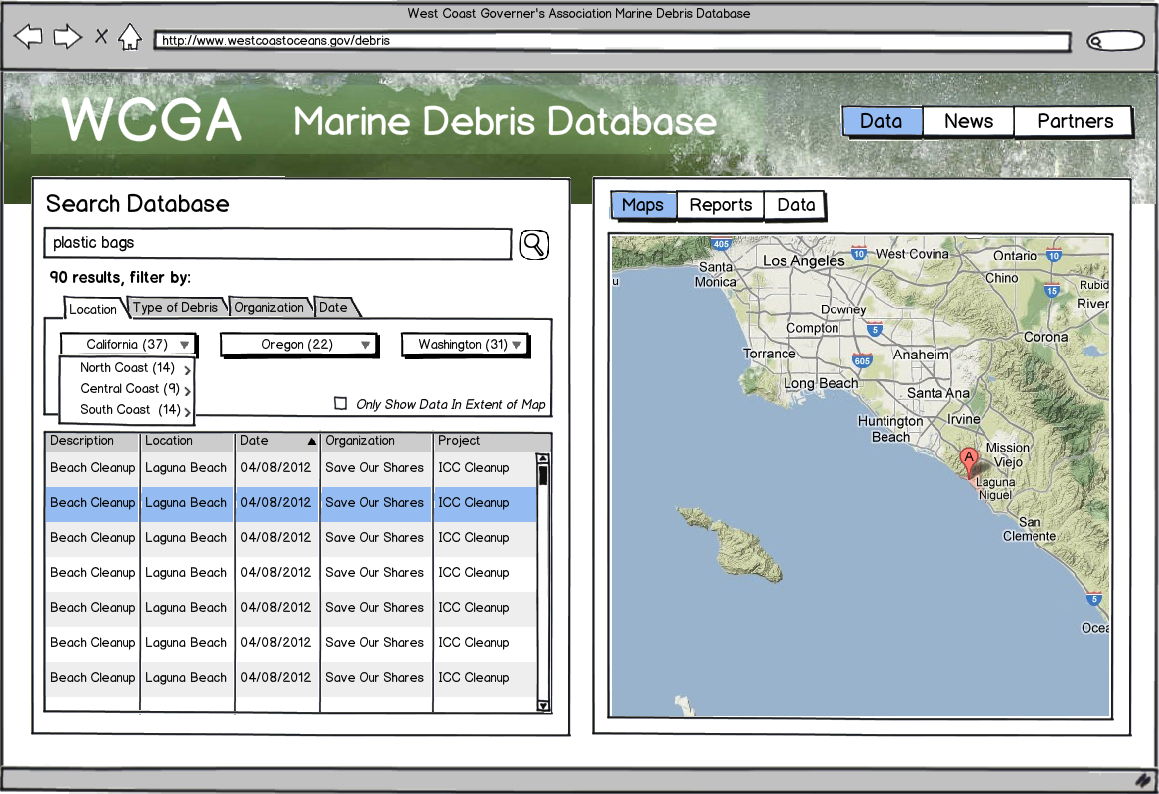 West Coast Governer's Association Marine Debris Database
http://www.westcoastoceans.gov/debris
WCGA Marine Debris Database
Data News Partners
Search Database
plastic bags
90 results, filter by:
Location Type of Debris Organization Date
California (37) Oregon (22) Washington (31)
North Coast (14)
Central Coast (9)
South Coast (14)
Only Show Data In Extent of Map
Description Location Date Organization Project
Beach Cleanup Laguna Beach 04/08/2012 Save Our Shares ICC Cleanup
Beach Cleanup Laguna Beach 04/08/2012 Save Our Shares ICC Cleanup
Beach Cleanup Laguna Beach 04/08/2012 Save Our Shares ICC Cleanup
Beach Cleanup Laguna Beach 04/08/2012 Save Our Shares ICC Cleanup
Beach Cleanup Laguna Beach 04/08/2012 Save Our Shares ICC Cleanup
Beach Cleanup Laguna Beach 04/08/2012 Save Our Shares ICC Cleanup
Beach Cleanup Laguna Beach 04/08/2012 Save Our Shares ICC Cleanup
Maps Reports Data
405
Los Angeles 10 West Covina Ontario 10
Santa
Monica
u
Chino
15
Rubid
River
Downey
Compton 5
Corona
Torrance 605 Anaheim
Long Beach
Santa Ana
Huntington
Beach
Irvine
Mission
Viejo
A
Laguna
Niguel
San
Clemente
5
Ocea